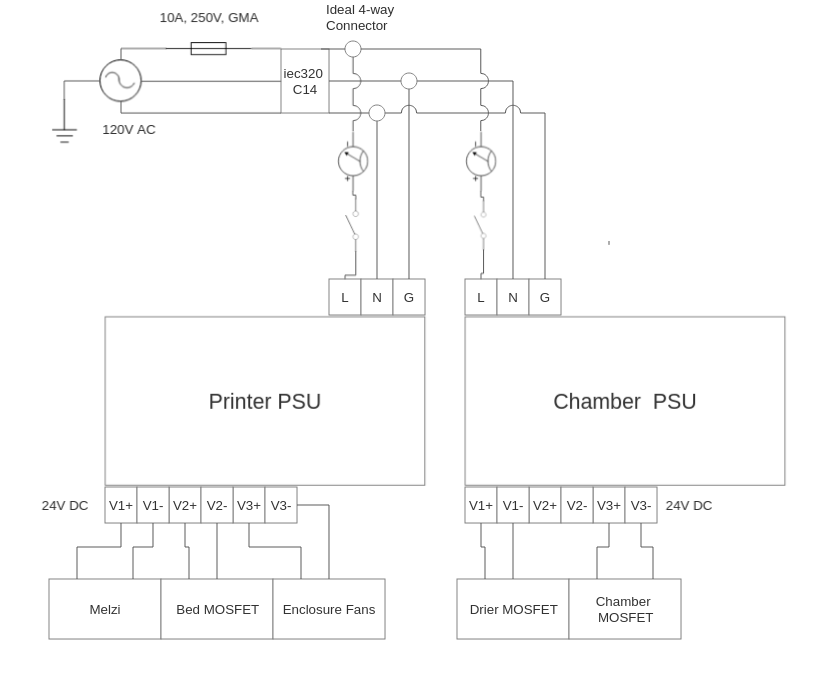 Ideal 4-way
Connector
10A, 250V, GMA
iec320
C14
120V AC
L N G
L N G
Printer PSU
Chamber PSU
24V DC
V1+ V1- V2+ V2- V3+ V3-
V1+ V1- V2+ V2- V3+ V3-
24V DC
Melzi
Bed MOSFET
Enclosure Fans
Drier MOSFET
Chamber
MOSFET